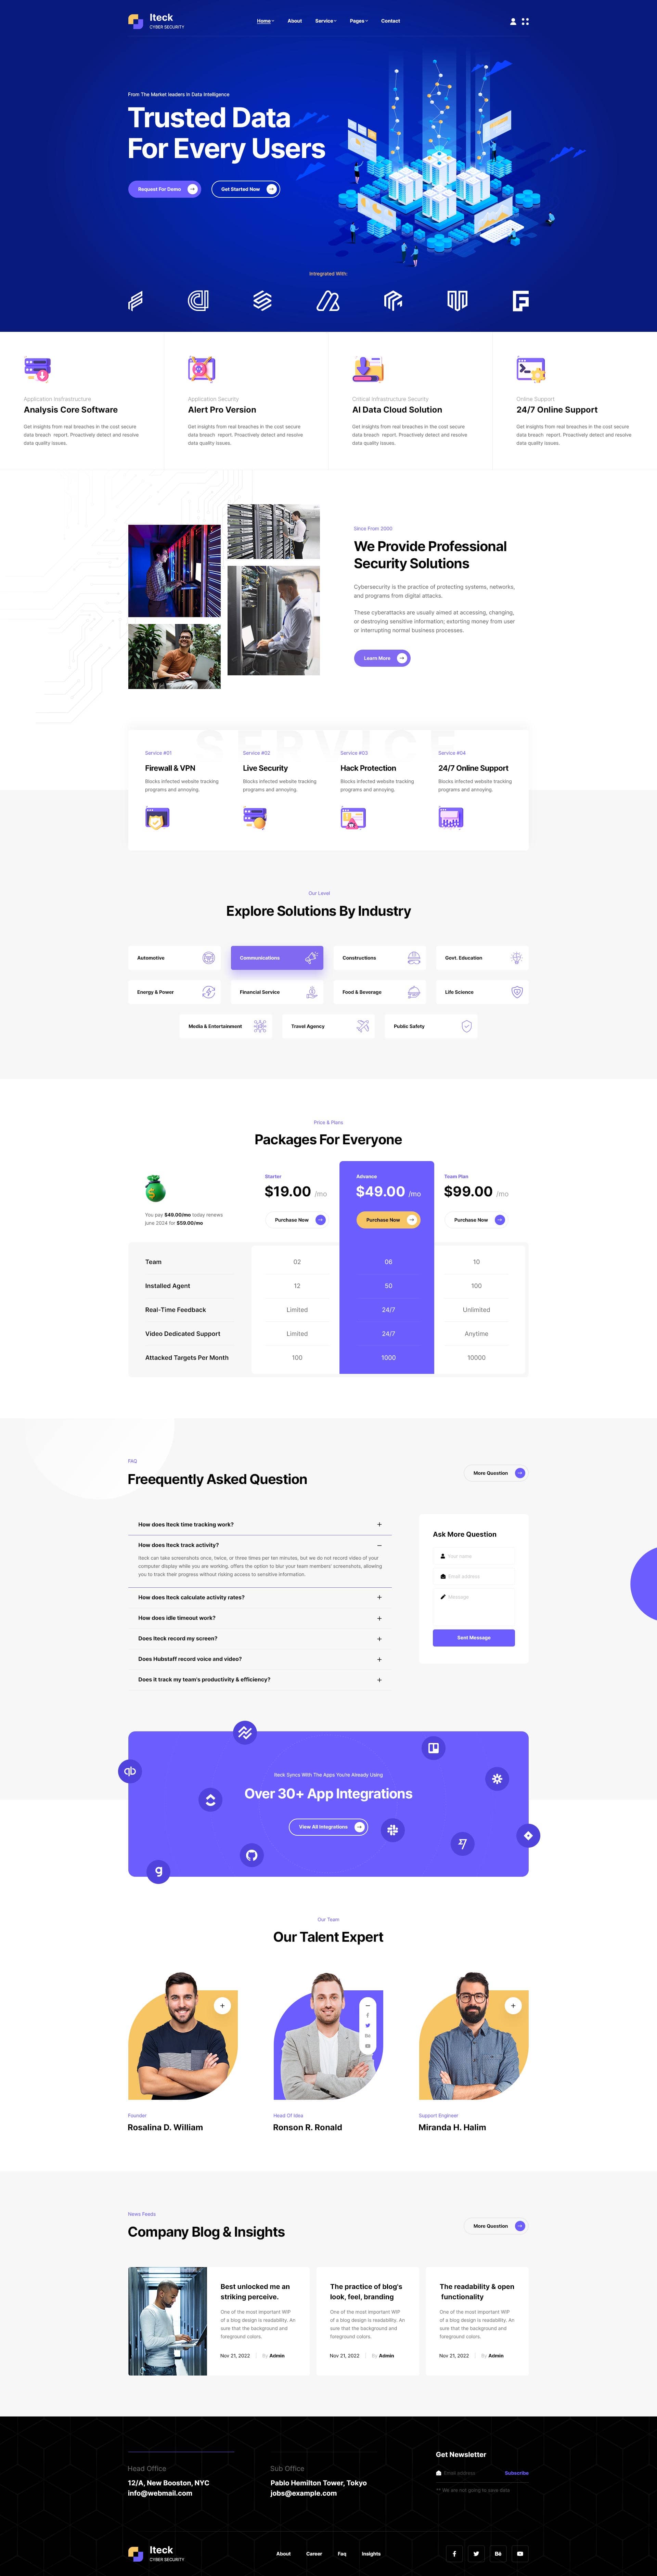 Iteck
CYBER SECURITY
Home
About
Service
Pages
Contact
From The Market leaders In Data Intelligence
Trusted Data
For Every Users
Request For Demo
Get Started Now
Intregrated With:
Application Insfrastructure
Analysis Core Software
Get insights from real breaches in the cost secure
data breach report. Proactively detect and resolve
data quality issues.
Application Security
Alert Pro Version
Get insights from real breaches in the cost secure
data breach report. Proactively detect and resolve
data quality issues.
Critical Infrastructure Security
AI Data Cloud Solution
Get insights from real breaches in the cost secure
data breach report. Proactively detect and resolve
data quality issues.
Online Support
24/7 Online Support
Get insights from real breaches in the cost secure
data breach report. Proactively detect and resolve
data quality issues.
Since From 2000
We Provide Professional
Security Solutions
Cybersecurity is the practice of protecting systems, networks,
and programs from digital attacks.
These cyberattacks are usually aimed at accessing, changing,
or destroying sensitive information; extorting money from user
or interrupting normal business processes.
Learn More
SERVICE
Service #01
Firewall & VPN
Blocks infected website tracking
programs and annoying.
Service #02
Live Security
Blocks infected website tracking
programs and annoying.
Service #03
Hack Protection
Blocks infected website tracking
programs and annoying.
Service #04
24/7 Online Support
Blocks infected website tracking
programs and annoying.
Our Level
Explore Solutions By Industry
Automotive
Communications
Constructions
Govt. Education
Energy & Power
Financial Service
Food & Beverage
Life Science
Media & Entertainment
Travel Agency
Public Safety
Price & Plans
Packages For Everyone
You pay $49.00/mo today renews
june 2024 for $59.00/mo
Starter
$19.00 /mo
Purchase Now
Advance
$49.00 /mo
Purchase Now
Team Plan
$99.00 /mo
Purchase Now
Team 02 06 10
Installed Agent 12 50 100
Real-Time Feedback Limited 24/7 Unlimited
Video Dedicated Support Limited 24/7 Anytime
Attacked Targets Per Month 100 1000 10000
FAQ
Freequently Asked Question
More Question
How does Iteck time tracking work?
How does Iteck track activity?
Iteck can take screenshots once, twice, or three times per ten minutes, but we do not record video of your
computer display while you are working. offers the option to blur your team members' screenshots, allowing
you to track their progress without risking access to sensitive information.
How does Iteck calculate activity rates?
How does idle timeout work?
Does Iteck record my screen?
Does Hubstaff record voice and video?
Does it track my team's productivity & efficiency?
Ask More Question
Your name
Email address
Message
Sent Message
Iteck Syncs With The Apps You're Already Using
Over 30+ App Integrations
View All Integrations
Our Team
Our Talent Expert
Founder
Rosalina D. William
Head Of Idea
Ronson R. Ronald
Support Engineer
Miranda H. Halim
News Feeds
Company Blog & Insights
More Question
Best unlocked me an
striking perceive.
One of the most important WIP
of a blog design is readability. An
sure that the background and
foreground colors.
Nov 21, 2022
By Admin
The practice of blog's
look, feel, branding
One of the most important WIP
of a blog design is readability. An
sure that the background and
foreground colors.
Nov 21, 2022
By Admin
The readability & open
functionality
One of the most important WIP
of a blog design is readability. An
sure that the background and
foreground colors.
Nov 21, 2022
By Admin
Head Office
12/A, New Booston, NYC
info@webmail.com
Sub Office
Pablo Hemilton Tower, Tokyo
jobs@example.com
Get Newsletter
Email address
Subscribe
** We are not going to save data
Iteck
CYBER SECURITY
About
Career
Faq
Insights